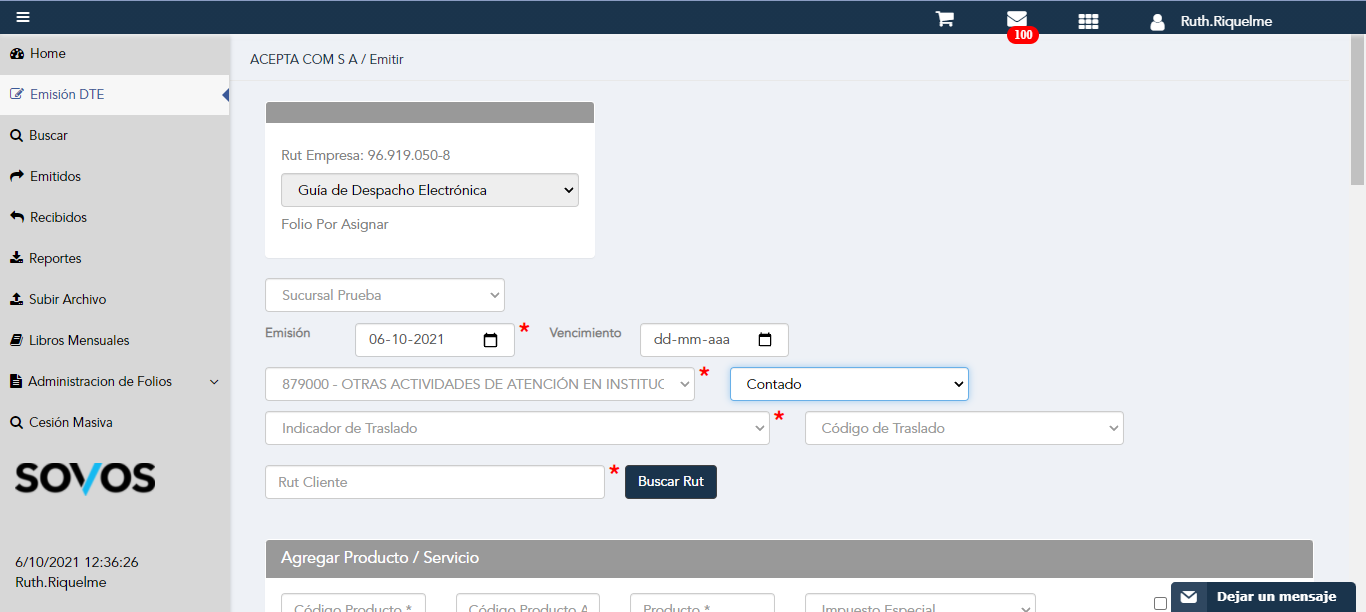 100
Ruth.Riquelme
Home
Emisión DTE
Buscar
Emitidos
Recibidos
Reportes
Subir Archivo
Libros Mensuales
Administracion de Folios
Cesión Masiva
SOVOS
6/10/2021 12:36:26
Ruth.Riquelme
ACEPTA COM S A / Emitir
Rut Empresa: 96.919.050-8
Guía de Despacho Electrónica
Folio Por Asignar
Sucursal Prueba
Emisión 06-10-2021 * Vencimiento dd-mm-aaa
879000 - OTRAS ACTIVIDADES DE ATENCIÓN EN INSTITUC * Contado
Indicador de Traslado * Código de Traslado
Rut Cliente * Buscar Rut
Agregar Producto / Servicio
Código Producto * Código Producto A Producto * Impuesto Especial
Dejar un mensaje